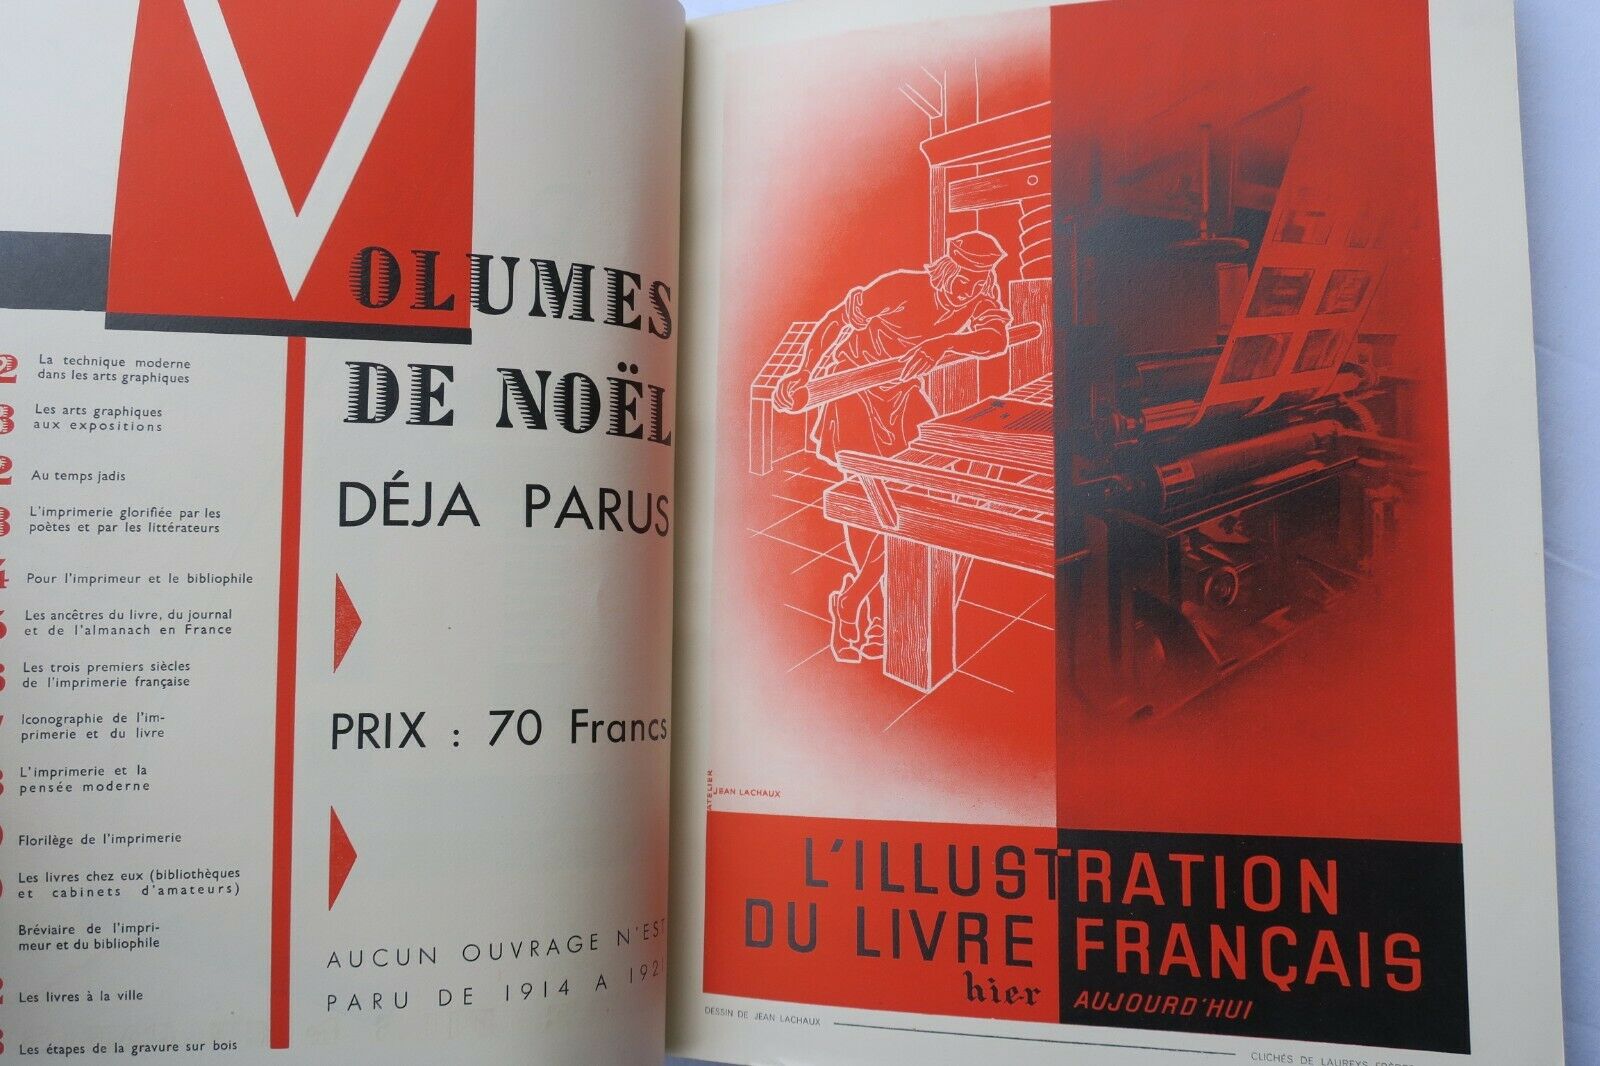 VOLUMES
DE NOËL
DÉJA PARUS
PRIX : 70 Francs
AUCUN OUVRAGE N'EST
PARU DE 1914 A 1921
La technique moderne
dans les arts graphiques
Les arts graphiques
aux expositions
Au temps jadis
L'imprimerie glorifiée par les
poètes et par les littérateurs
Pour l'imprimeur et le bibliophile
Les ancêtres du livre, du journal
et de l'almanach en France
Les trois premiers siècles
de l'imprimerie française
Iconographie de l'im-
primerie et du livre
L'imprimerie et la
pensée moderne
Florilège de l'imprimerie
Les livres chez eux (bibliothèques
et cabinets d'amateurs)
Bréviaire de l'impri-
meur et du bibliophile
Les livres à la ville
Les étapes de la gravure sur bois
ATELIER
JEAN LACHAUX
L'ILLUSTRATION
DU LIVRE FRANÇAIS
hier AUJOURD'HUI
DESSIN DE JEAN LACHAUX
CLICHÉS DE LAUREYS